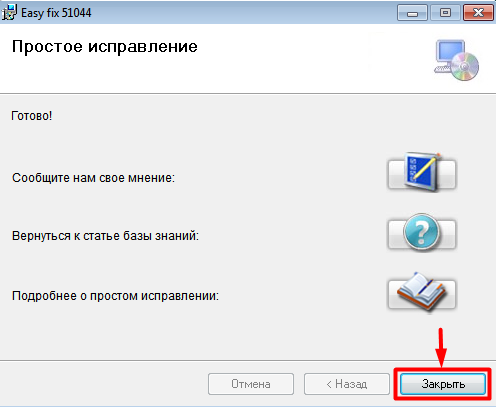 Easy fix 51044
Простое исправление
Готово!
Сообщите нам свое мнение:
Вернуться к статье базы знаний:
Подробнее о простом исправлении:
Отмена
< Назад
Закрыть